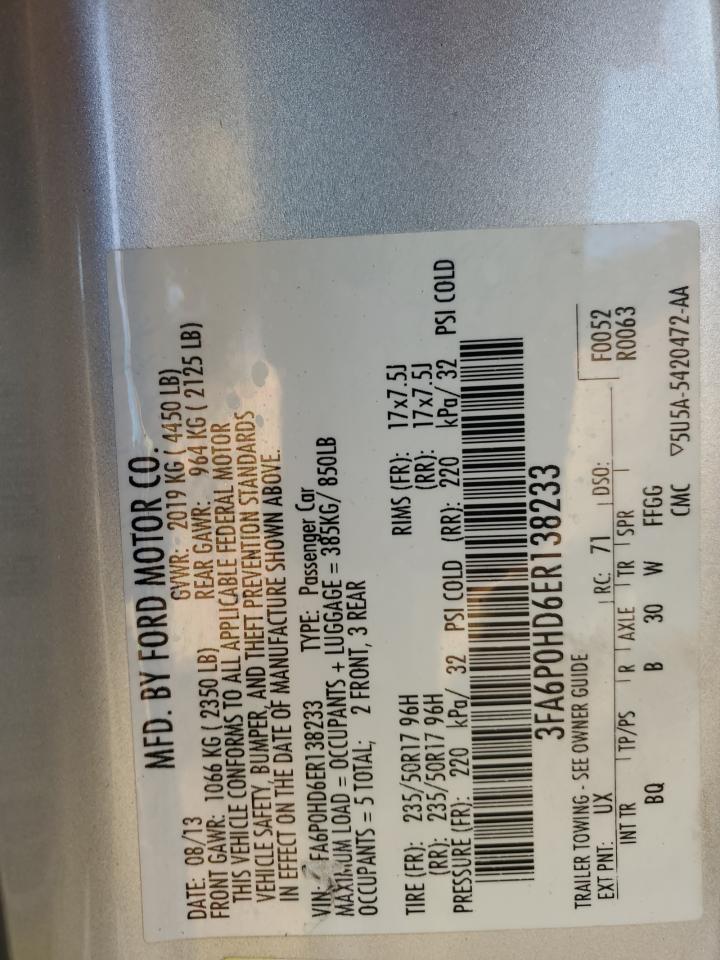 MFD. BY FORD MOTOR CO.
DATE: 08/13 GVWR: 2019 KG ( 4450 LB)
FRONT GAWR: 1066 KG ( 2350 LB) REAR GAWR: 964 KG ( 2125 LB)
THIS VEHICLE CONFORMS TO ALL APPLICABLE FEDERAL MOTOR
VEHICLE SAFETY, BUMPER, AND THEFT PREVENTION STANDARDS
IN EFFECT ON THE DATE OF MANUFACTURE SHOWN ABOVE.
VIN: FA6P0HD6ER138233 TYPE: Passenger Car
MAXIMUM LOAD = OCCUPANTS + LUGGAGE = 385KG/ 850LB
OCCUPANTS = 5 TOTAL; 2 FRONT, 3 REAR
TIRE (FR): 235/50R17 96H RIMS (FR): 17x7.5J
(RR): 235/50R17 96H (RR): 17x7.5J
PRESSURE (FR): 220 kPa/ 32 PSI COLD (RR): 220 kPa/ 32 PSI COLD
3FA6P0HD6ER138233
TRAILER TOWING - SEE OWNER GUIDE
EXT PNT: UX RC: 71 DSO: F0052
R0063
INT TR TP/PS R AXLE TR SPR
BQ B 30 W FFGG
CMC ▽5U5A-5420472-AA